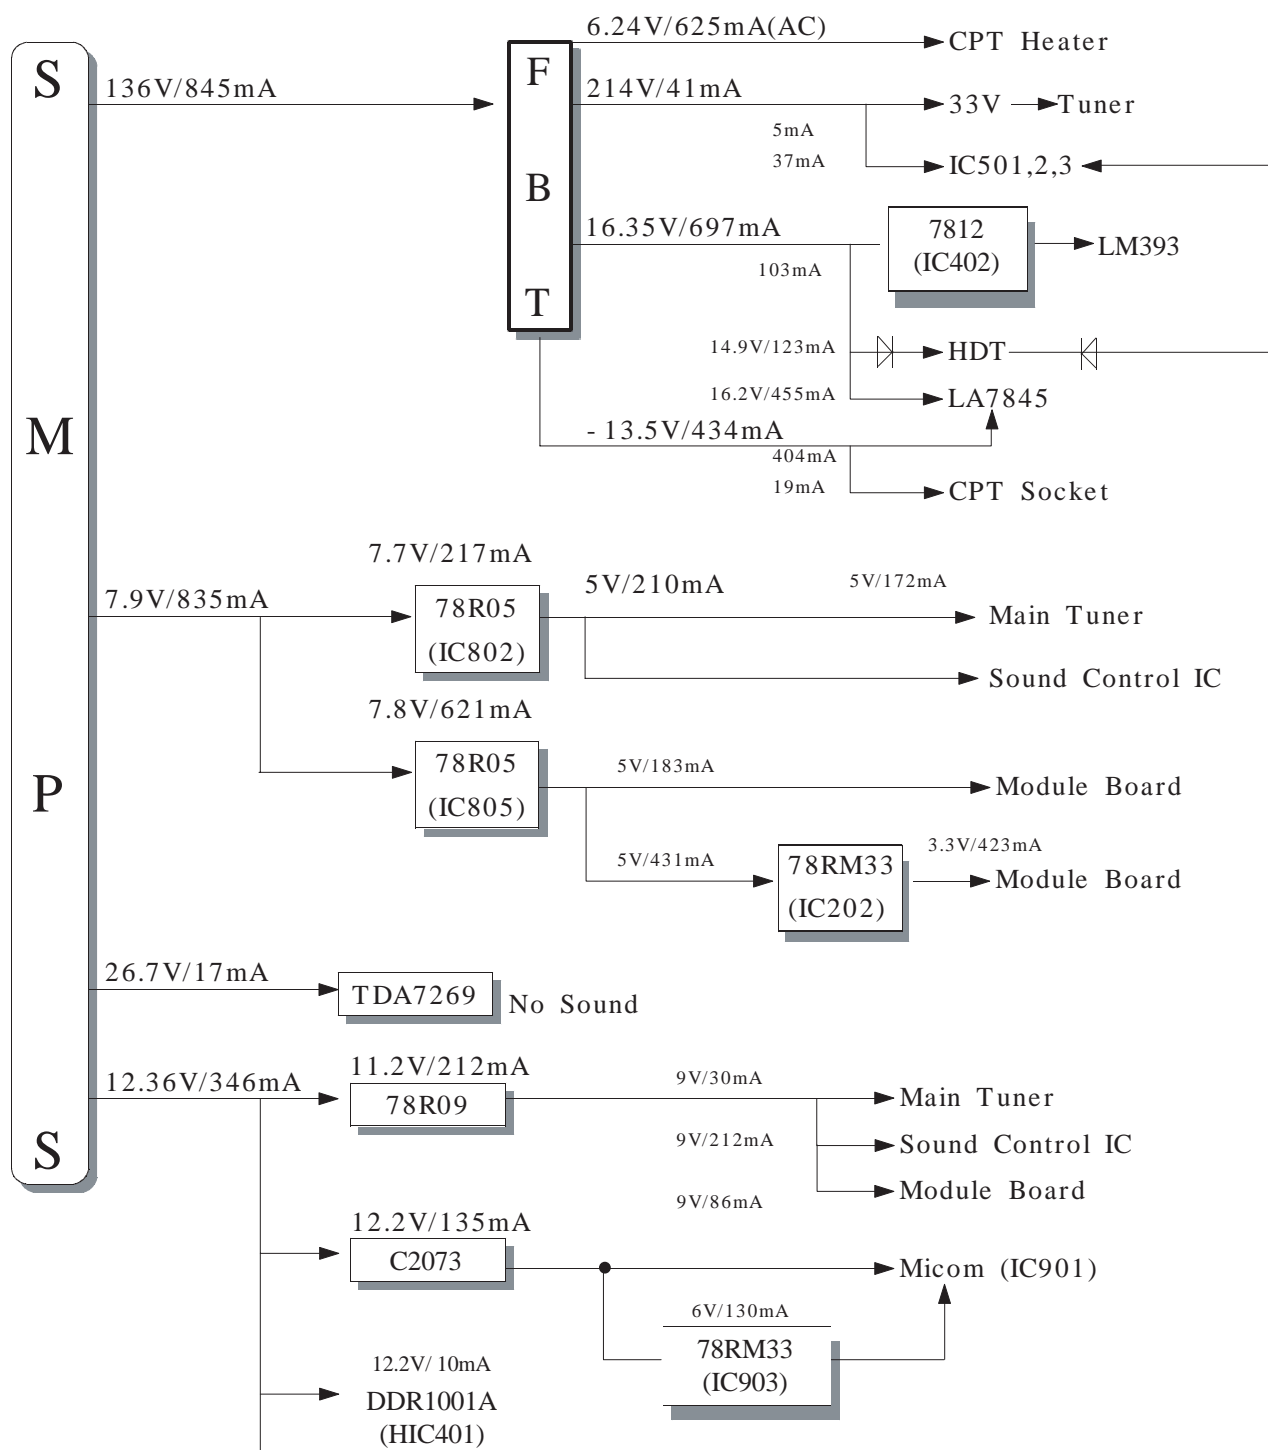 6.24V/625mA(AC)
CPT Heater
S
M
P
S
136V/845mA
F
B
T
214V/41mA
33V
Tuner
5mA
37mA
IC501,2,3
16.35V/697mA
7812
(IC402)
LM393
103mA
14.9V/123mA
HDT
16.2V/455mA
LA7845
- 13.5V/434mA
404mA
19mA
CPT Socket
7.7V/217mA
7.9V/835mA
78R05
(IC802)
5V/210mA
5V/172mA
Main Tuner
Sound Control IC
7.8V/621mA
78R05
(IC805)
5V/183mA
Module Board
5V/431mA
78RM33
(IC202)
3.3V/423mA
Module Board
26.7V/17mA
TDA7269
No Sound
12.36V/346mA
11.2V/212mA
78R09
9V/30mA
Main Tuner
9V/212mA
Sound Control IC
9V/86mA
Module Board
12.2V/135mA
C2073
Micom (IC901)
6V/130mA
78RM33
(IC903)
12.2V/ 10mA
DDR1001A
(HIC401)